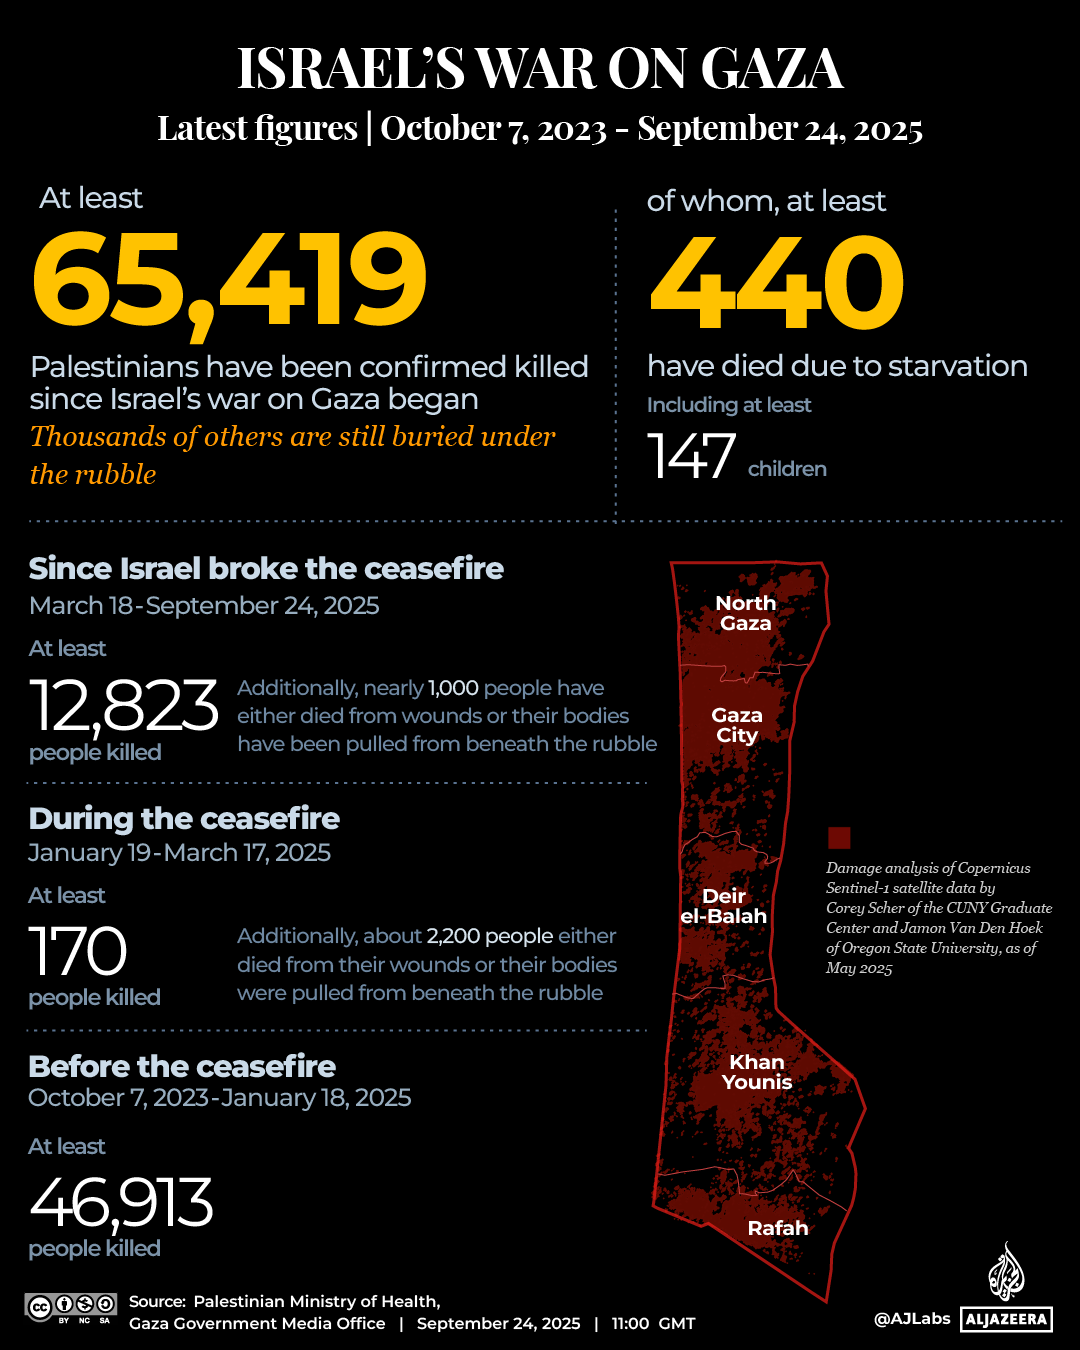 ISRAEL'S WAR ON GAZA
Latest figures | October 7, 2023 - September 24, 2025
At least
65,419
Palestinians have been confirmed killed
since Israel's war on Gaza began
Thousands of others are still buried under
the rubble
of whom, at least
440
have died due to starvation
Including at least
147 children
Since Israel broke the ceasefire
March 18-September 24, 2025
At least
12,823
people killed
Additionally, nearly 1,000 people have
either died from wounds or their bodies
have been pulled from beneath the rubble
During the ceasefire
January 19-March 17, 2025
At least
170
people killed
Additionally, about 2,200 people either
died from their wounds or their bodies
were pulled from beneath the rubble
Before the ceasefire
October 7, 2023-January 18, 2025
At least
46,913
people killed
North
Gaza
Gaza
City
Deir
el-Balah
Khan
Younis
Rafah
Damage analysis of Copernicus
Sentinel-1 satellite data by
Corey Scher of the CUNY Graduate
Center and Jamon Van Den Hoek
of Oregon State University, as of
May 2025
CC BY NC SA
Source: Palestinian Ministry of Health,
Gaza Government Media Office | September 24, 2025 | 11:00 GMT
@AJLabs
ALJAZEERA